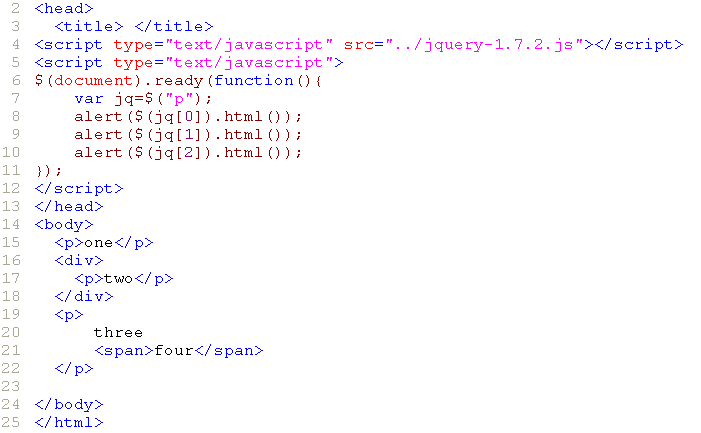 2 <head>
3   <title> </title>
4 <script type="text/javascript" src="../jquery-1.7.2.js"></script>
5 <script type="text/javascript">
6 $(document).ready(function(){
7     var jq=$("p");
8     alert($(jq[0]).html());
9     alert($(jq[1]).html());
10     alert($(jq[2]).html());
11 });
12 </script>
13 </head>
14 <body>
15   <p>one</p>
16   <div>
17     <p>two</p>
18   </div>
19   <p>
20       three
21       <span>four</span>
22   </p>
23
24 </body>
25 </html>